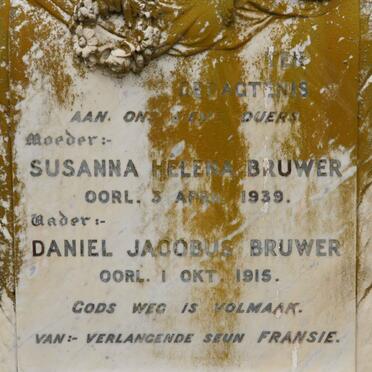 TER
GEDAGTENIS
AAN ONS OUERS
Moeder:-
SUSANNA HELENA BRUWER
OORL. 3 APRIL 1939.
Vader:-
DANIEL JACOBUS BRUWER
OORL. 1 OKT. 1915.
GODS WEG IS VOLMAAK.
VAN:- VERLANGENDE SEUN FRANSIE.